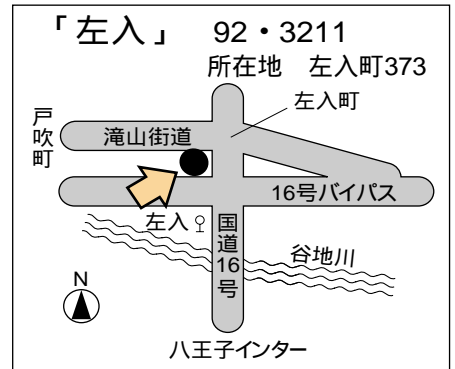 「左入」 92・3211
所在地 左入町373
左入町
戸吹町
滝山街道
16号バイパス
左入
国道16号
谷地川
N
八王子インター